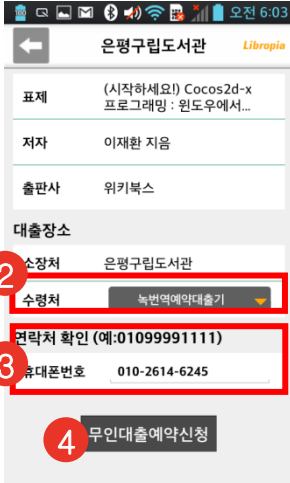 오전 6:03
은평구립도서관 Libropia
표제 (시작하세요!) Cocos2d-x
프로그래밍 : 윈도우에서...
저자 이재환 지음
출판사 위키북스
대출장소
소장처 은평구립도서관
2
수령처 녹번역예약대출기
연락처 확인 (예:01099991111)
3
휴대폰번호 010-2614-6245
4 무인대출예약신청